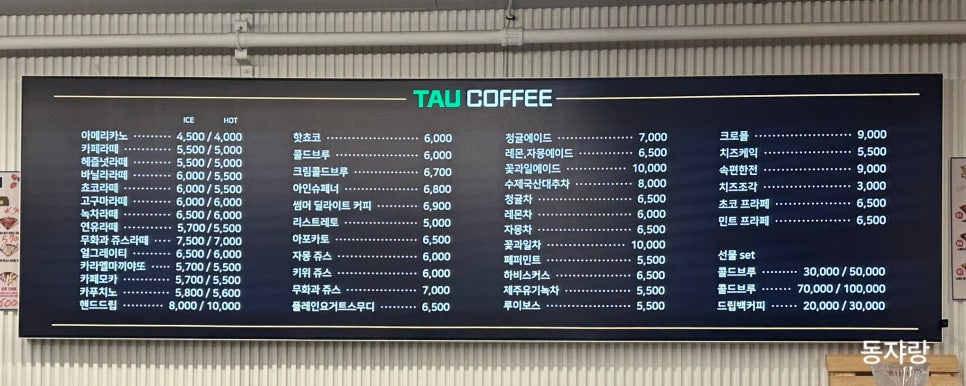 TAU COFFEE
ICE HOT
아메리카노 ········· 4,500 / 4,000
카페라떼 ··········· 5,500 / 5,000
헤즐넛라떼 ········· 5,500 / 5,000
바닐라라떼 ········· 6,000 / 5,500
쵸코라떼 ··········· 6,000 / 5,500
고구마라떼 ········· 6,000 / 6,000
녹차라떼 ··········· 6,500 / 6,000
연유라떼 ··········· 5,700 / 5,500
무화과 쥬스라떼 ···· 7,500 / 7,000
얼그레이티 ········· 6,500 / 6,000
카라멜마끼야또 ····· 5,700 / 5,500
카페모카 ··········· 5,700 / 5,500
카푸치노 ··········· 5,800 / 5,600
핸드드립 ··········· 8,000 / 10,000
핫쵸코 ············· 6,000
콜드브루 ··········· 6,000
크림콜드브루 ······· 6,700
아인슈페너 ········· 6,800
썸머 딜라이트 커피 ·· 6,900
리스트레토 ········· 5,000
아포카토 ··········· 6,500
자몽 쥬스 ·········· 6,000
키위 쥬스 ·········· 6,000
무화과 쥬스 ········ 7,000
플레인요거트스무디 ·· 6,500
청귤에이드 ········· 7,000
레몬,자몽에이드 ···· 6,500
꽃과일에이드 ······· 10,000
수제국산대추차 ····· 8,000
청귤차 ············· 6,500
레몬차 ············· 6,000
자몽차 ············· 6,500
꽃과일차 ··········· 10,000
페퍼민트 ··········· 5,500
하비스커스 ········· 6,500
제주유기녹차 ······· 5,500
루이보스 ··········· 5,500
크로플 ············· 9,000
치즈케익 ··········· 5,500
속편한전 ··········· 9,000
치즈조각 ··········· 3,000
초코 프라페 ········ 6,500
민트 프라페 ········ 6,500
선물 set
콜드브루 ········ 30,000 / 50,000
콜드브루 ······· 70,000 / 100,000
드립백커피 ······ 20,000 / 30,000
동쟈랑